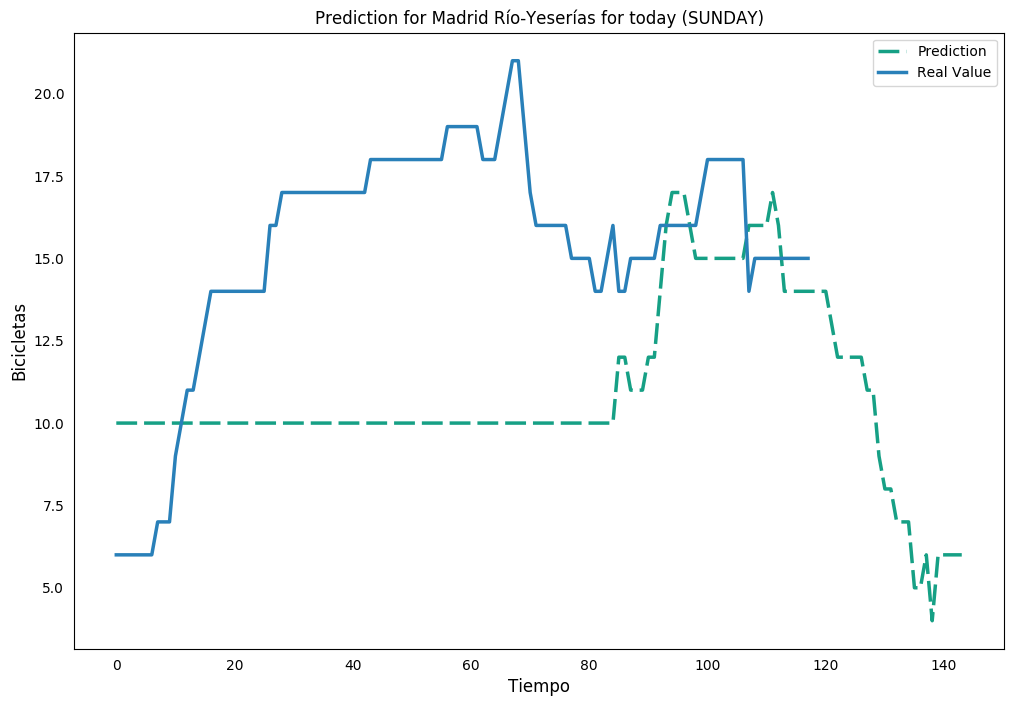 Prediction for Madrid Río-Yeserías for today (SUNDAY)
Prediction
Real Value
Bicicletas
20.0
17.5
15.0
12.5
10.0
7.5
5.0
0 20 40 60 80 100 120 140
Tiempo